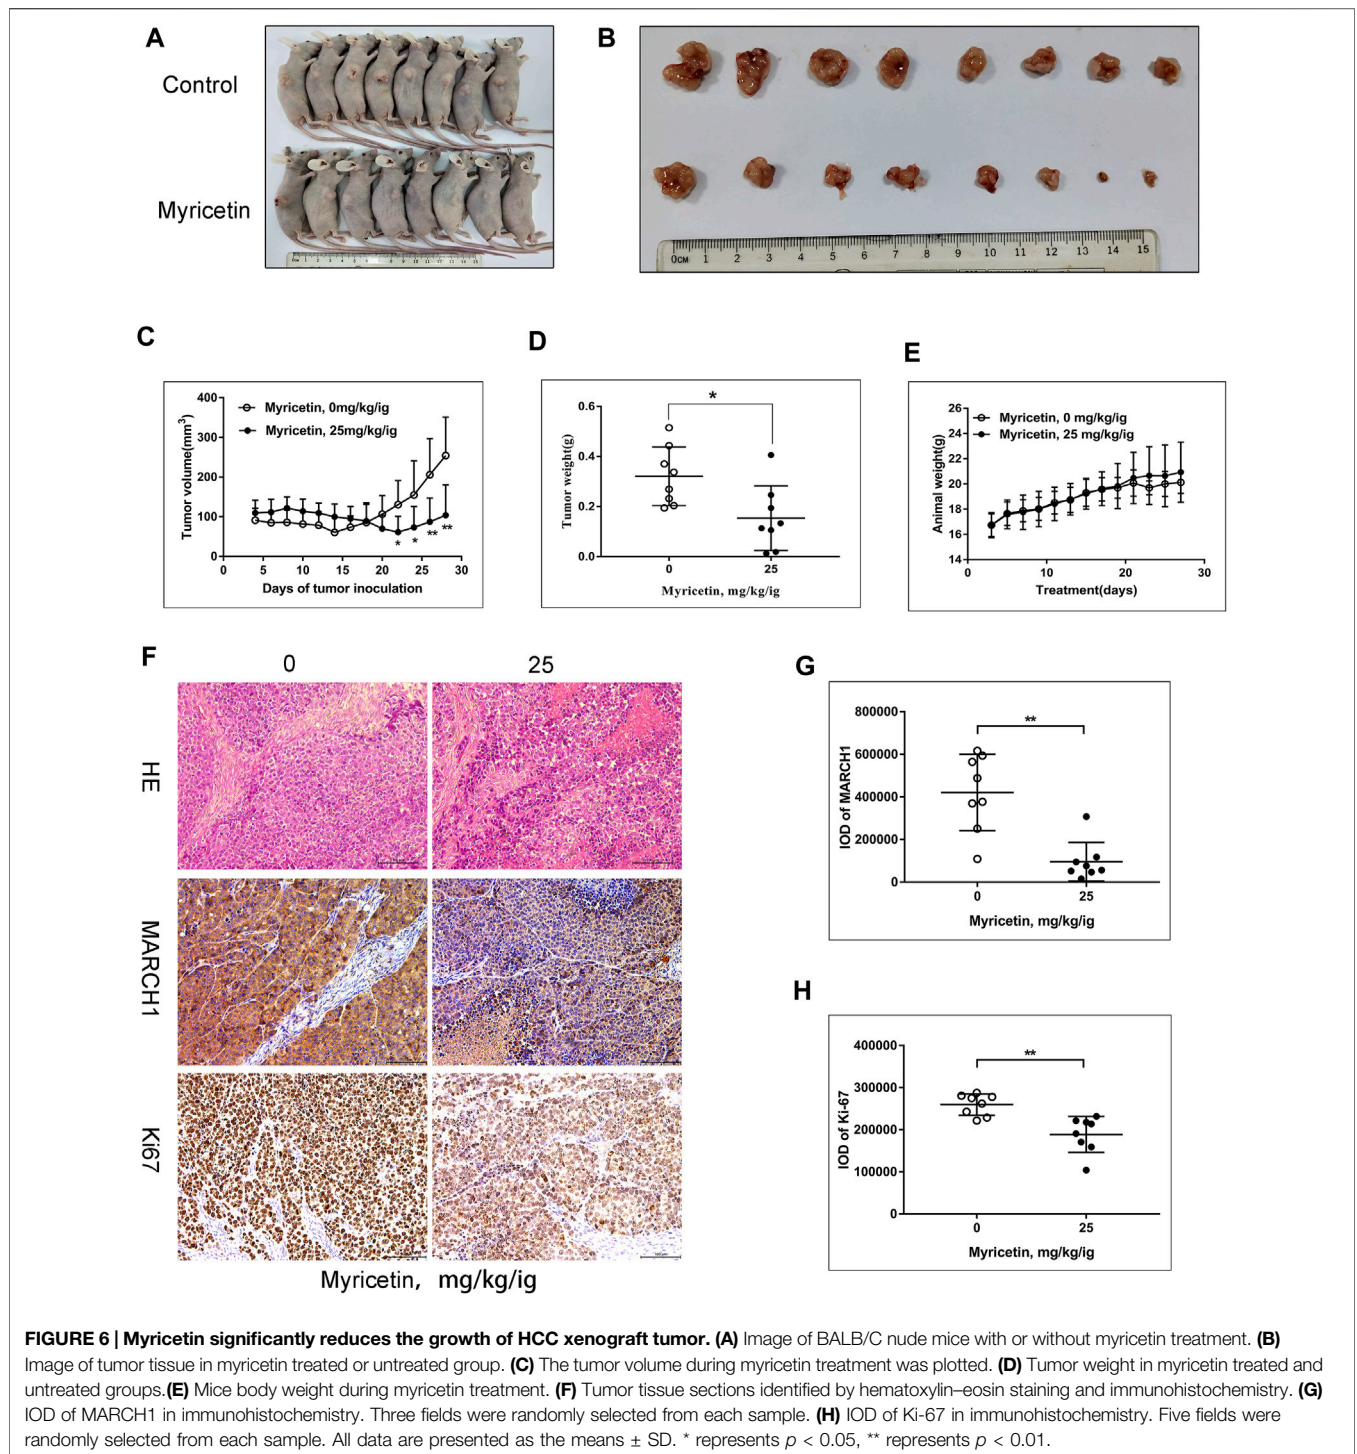 A
Control
Myricetin
B
0CM 1 2 3 4 5 6 7 8 9 10 11 12 13 14 15
C
Tumor volume(mm3)
400
300
200
100
0
Myricetin, 0mg/kg/ig
Myricetin, 25mg/kg/ig
* * ** **
0 5 10 15 20 25 30
Days of tumor inoculation
D
Tumor weight(g)
0.6
0.4
0.2
0.0
*
0 25
Myricetin, mg/kg/ig
E
Animal weight(g)
26
24
22
20
18
16
14
Myricetin, 0 mg/kg/ig
Myricetin, 25 mg/kg/ig
0 10 20 30
Treatment(days)
F
0 25
HE
MARCH1
Ki67
Myricetin, mg/kg/ig
G
IOD of MARCH1
800000
600000
400000
200000
0
**
0 25
Myricetin, mg/kg/ig
H
IOD of Ki-67
400000
300000
200000
100000
0
**
0 25
Myricetin, mg/kg/ig
FIGURE 6 | Myricetin significantly reduces the growth of HCC xenograft tumor. (A) Image of BALB/C nude mice with or without myricetin treatment. (B)
Image of tumor tissue in myricetin treated or untreated group. (C) The tumor volume during myricetin treatment was plotted. (D) Tumor weight in myricetin treated and
untreated groups.(E) Mice body weight during myricetin treatment. (F) Tumor tissue sections identified by hematoxylin–eosin staining and immunohistochemistry. (G)
IOD of MARCH1 in immunohistochemistry. Three fields were randomly selected from each sample. (H) IOD of Ki-67 in immunohistochemistry. Five fields were
randomly selected from each sample. All data are presented as the means ± SD. * represents p < 0.05, ** represents p < 0.01.